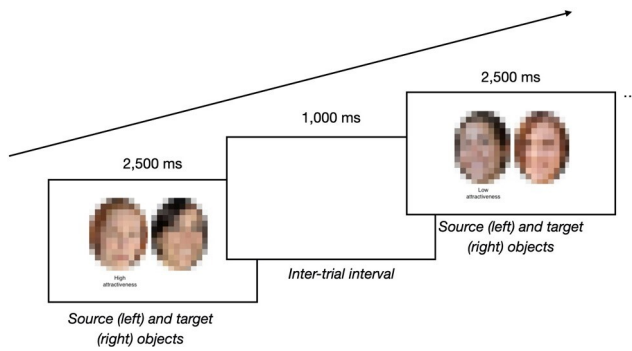 2,500 ms
1,000 ms
..
2,500 ms
Low
attractiveness
Source (left) and target
(right) objects
High
attractiveness
Inter-trial interval
Source (left) and target
(right) objects